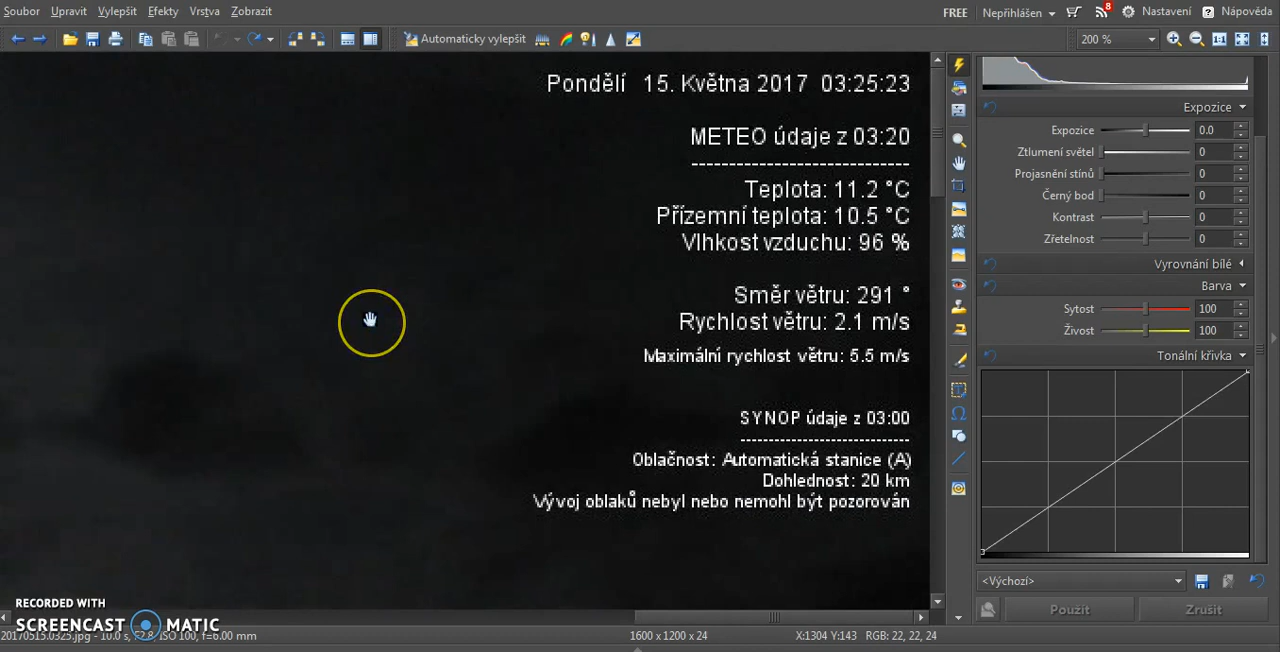 Soubor Upravit Vylepšit Efekty Vrstva Zobrazit FREE Nepřihlášen 8 Nastavení Nápověda
Automaticky vylepšit 200 %
Pondělí 15. Května 2017 03:25:23
METEO údaje z 03:20
-----------------------------
Teplota: 11.2 °C
Přízemní teplota: 10.5 °C
Vlhkost vzduchu: 96 %
Směr větru: 291 °
Rychlost větru: 2.1 m/s
Maximální rychlost větru: 5.5 m/s
SYNOP údaje z 03:00
-----------------------------
Oblačnost: Automatická stanice (A)
Dohlednost: 20 km
Vývoj oblaků nebyl nebo nemohl být pozorován
Expozice
Expozice 0.0
Ztlumení světel 0
Projasnění stínů 0
Černý bod 0
Kontrast 0
Zřetelnost 0
Vyrovnání bílé
Barva
Sytost 100
Živost 100
Tonální křivka
<Výchozí>
Použít Zrušit
RECORDED WITH
SCREENCAST MATIC
20170515.0325.jpg - 10.0 s, F2.8, ISO 100, f=6.00 mm 1600 x 1200 x 24 X:1304 Y:143 RGB: 22, 22, 24